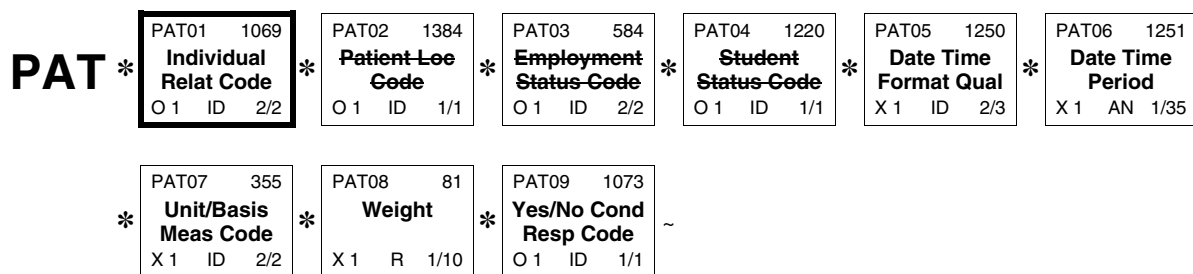 PAT * PAT01 1069 Individual Relat Code O 1 ID 2/2 * PAT02 1384 Patient Loc Code O 1 ID 1/1 * PAT03 584 Employment Status Code O 1 ID 2/2 * PAT04 1220 Student Status Code O 1 ID 1/1 * PAT05 1250 Date Time Format Qual X 1 ID 2/3 * PAT06 1251 Date Time Period X 1 AN 1/35
* PAT07 355 Unit/Basis Meas Code X 1 ID 2/2 * PAT08 81 Weight X 1 R 1/10 * PAT09 1073 Yes/No Cond Resp Code O 1 ID 1/1 ~